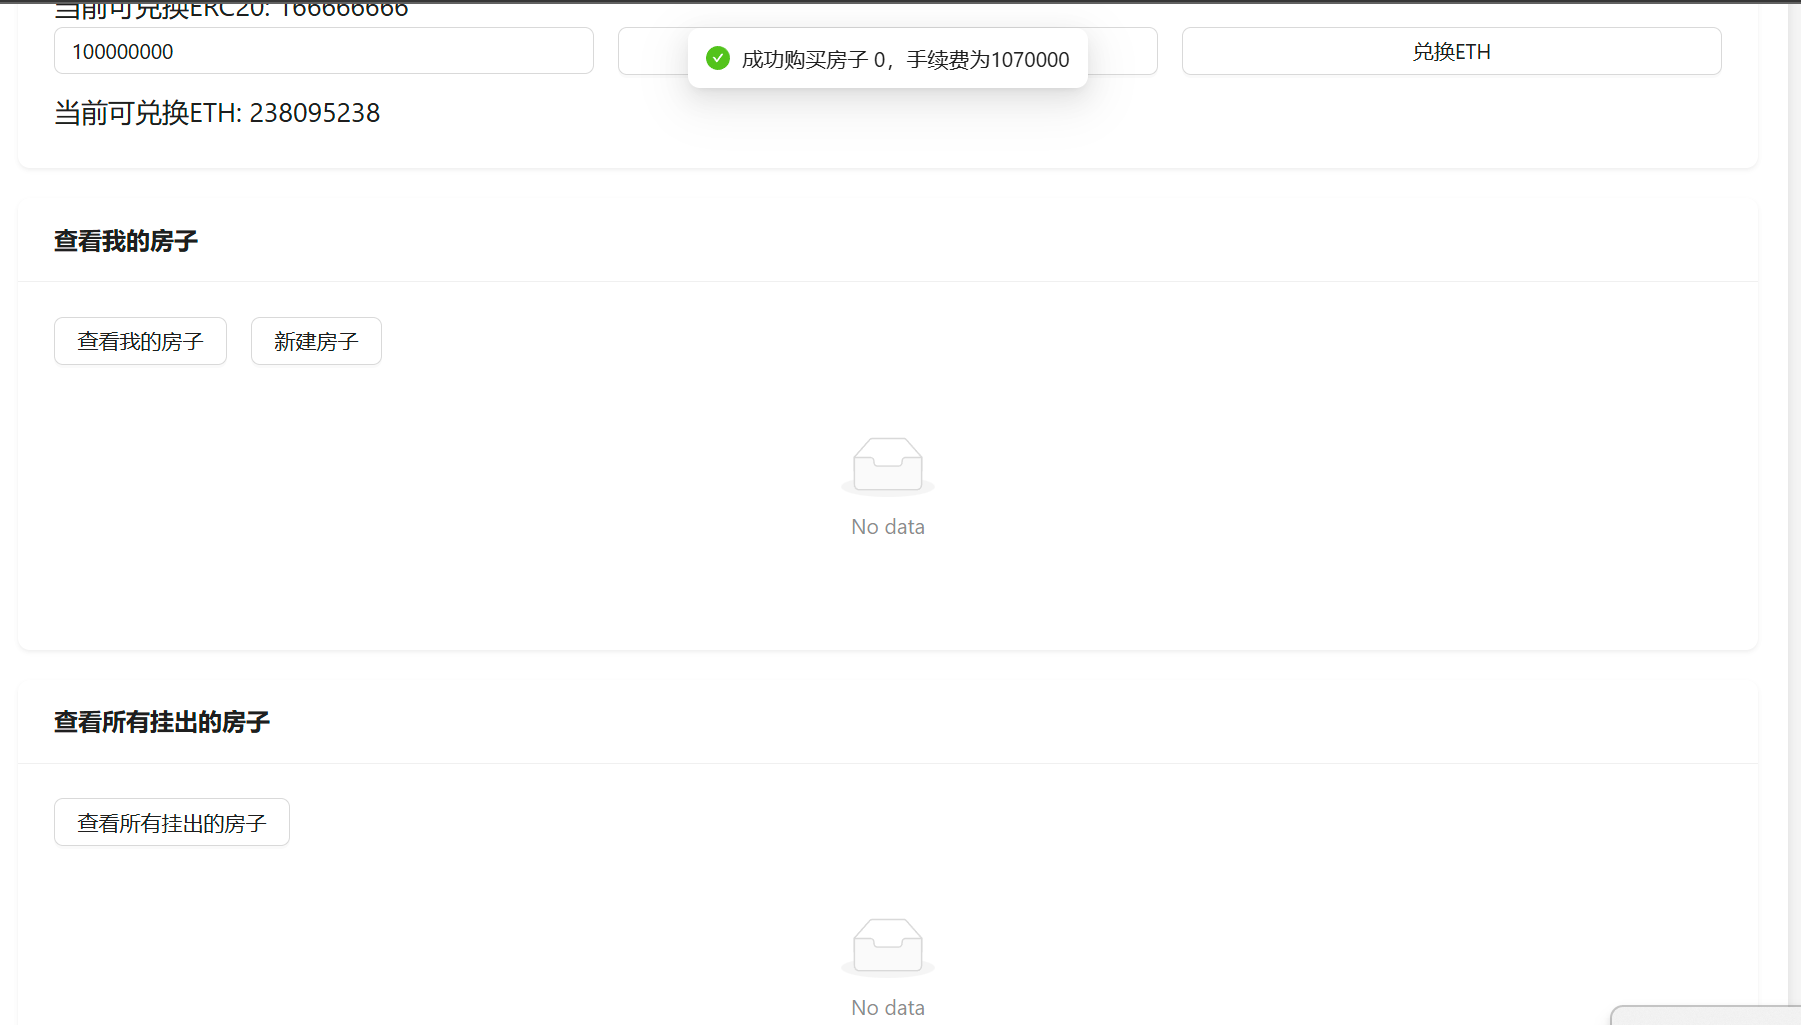 当前可兑换ERC20: 166666666
100000000
成功购买房子 0，手续费为1070000
兑换ETH
当前可兑换ETH: 238095238
查看我的房子
查看我的房子
新建房子
No data
查看所有挂出的房子
查看所有挂出的房子
No data